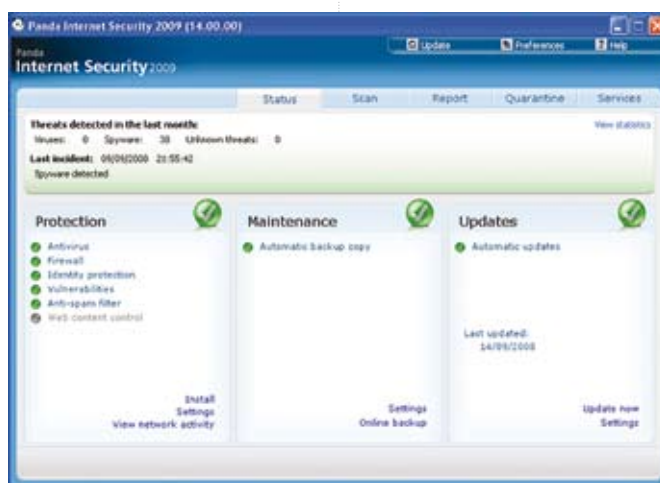 Panda Internet Security 2009 (14.00.00)
Update Preferences Help
Panda
Internet Security 2009
Status Scan Report Quarantine Services
Threats detected in the last month:
Viruses: 0 Spyware: 38 Unknown threats: 0
View statistics
Last incident: 09/09/2008 21:55:42
Spyware detected
Protection
Antivirus
Firewall
Identity protection
Vulnerabilities
Anti-spam filter
Web content control
Install
Settings
View network activity
Maintenance
Automatic backup copy
Settings
Online backup
Updates
Automatic updates
Last updated:
14/09/2008
Update now
Settings